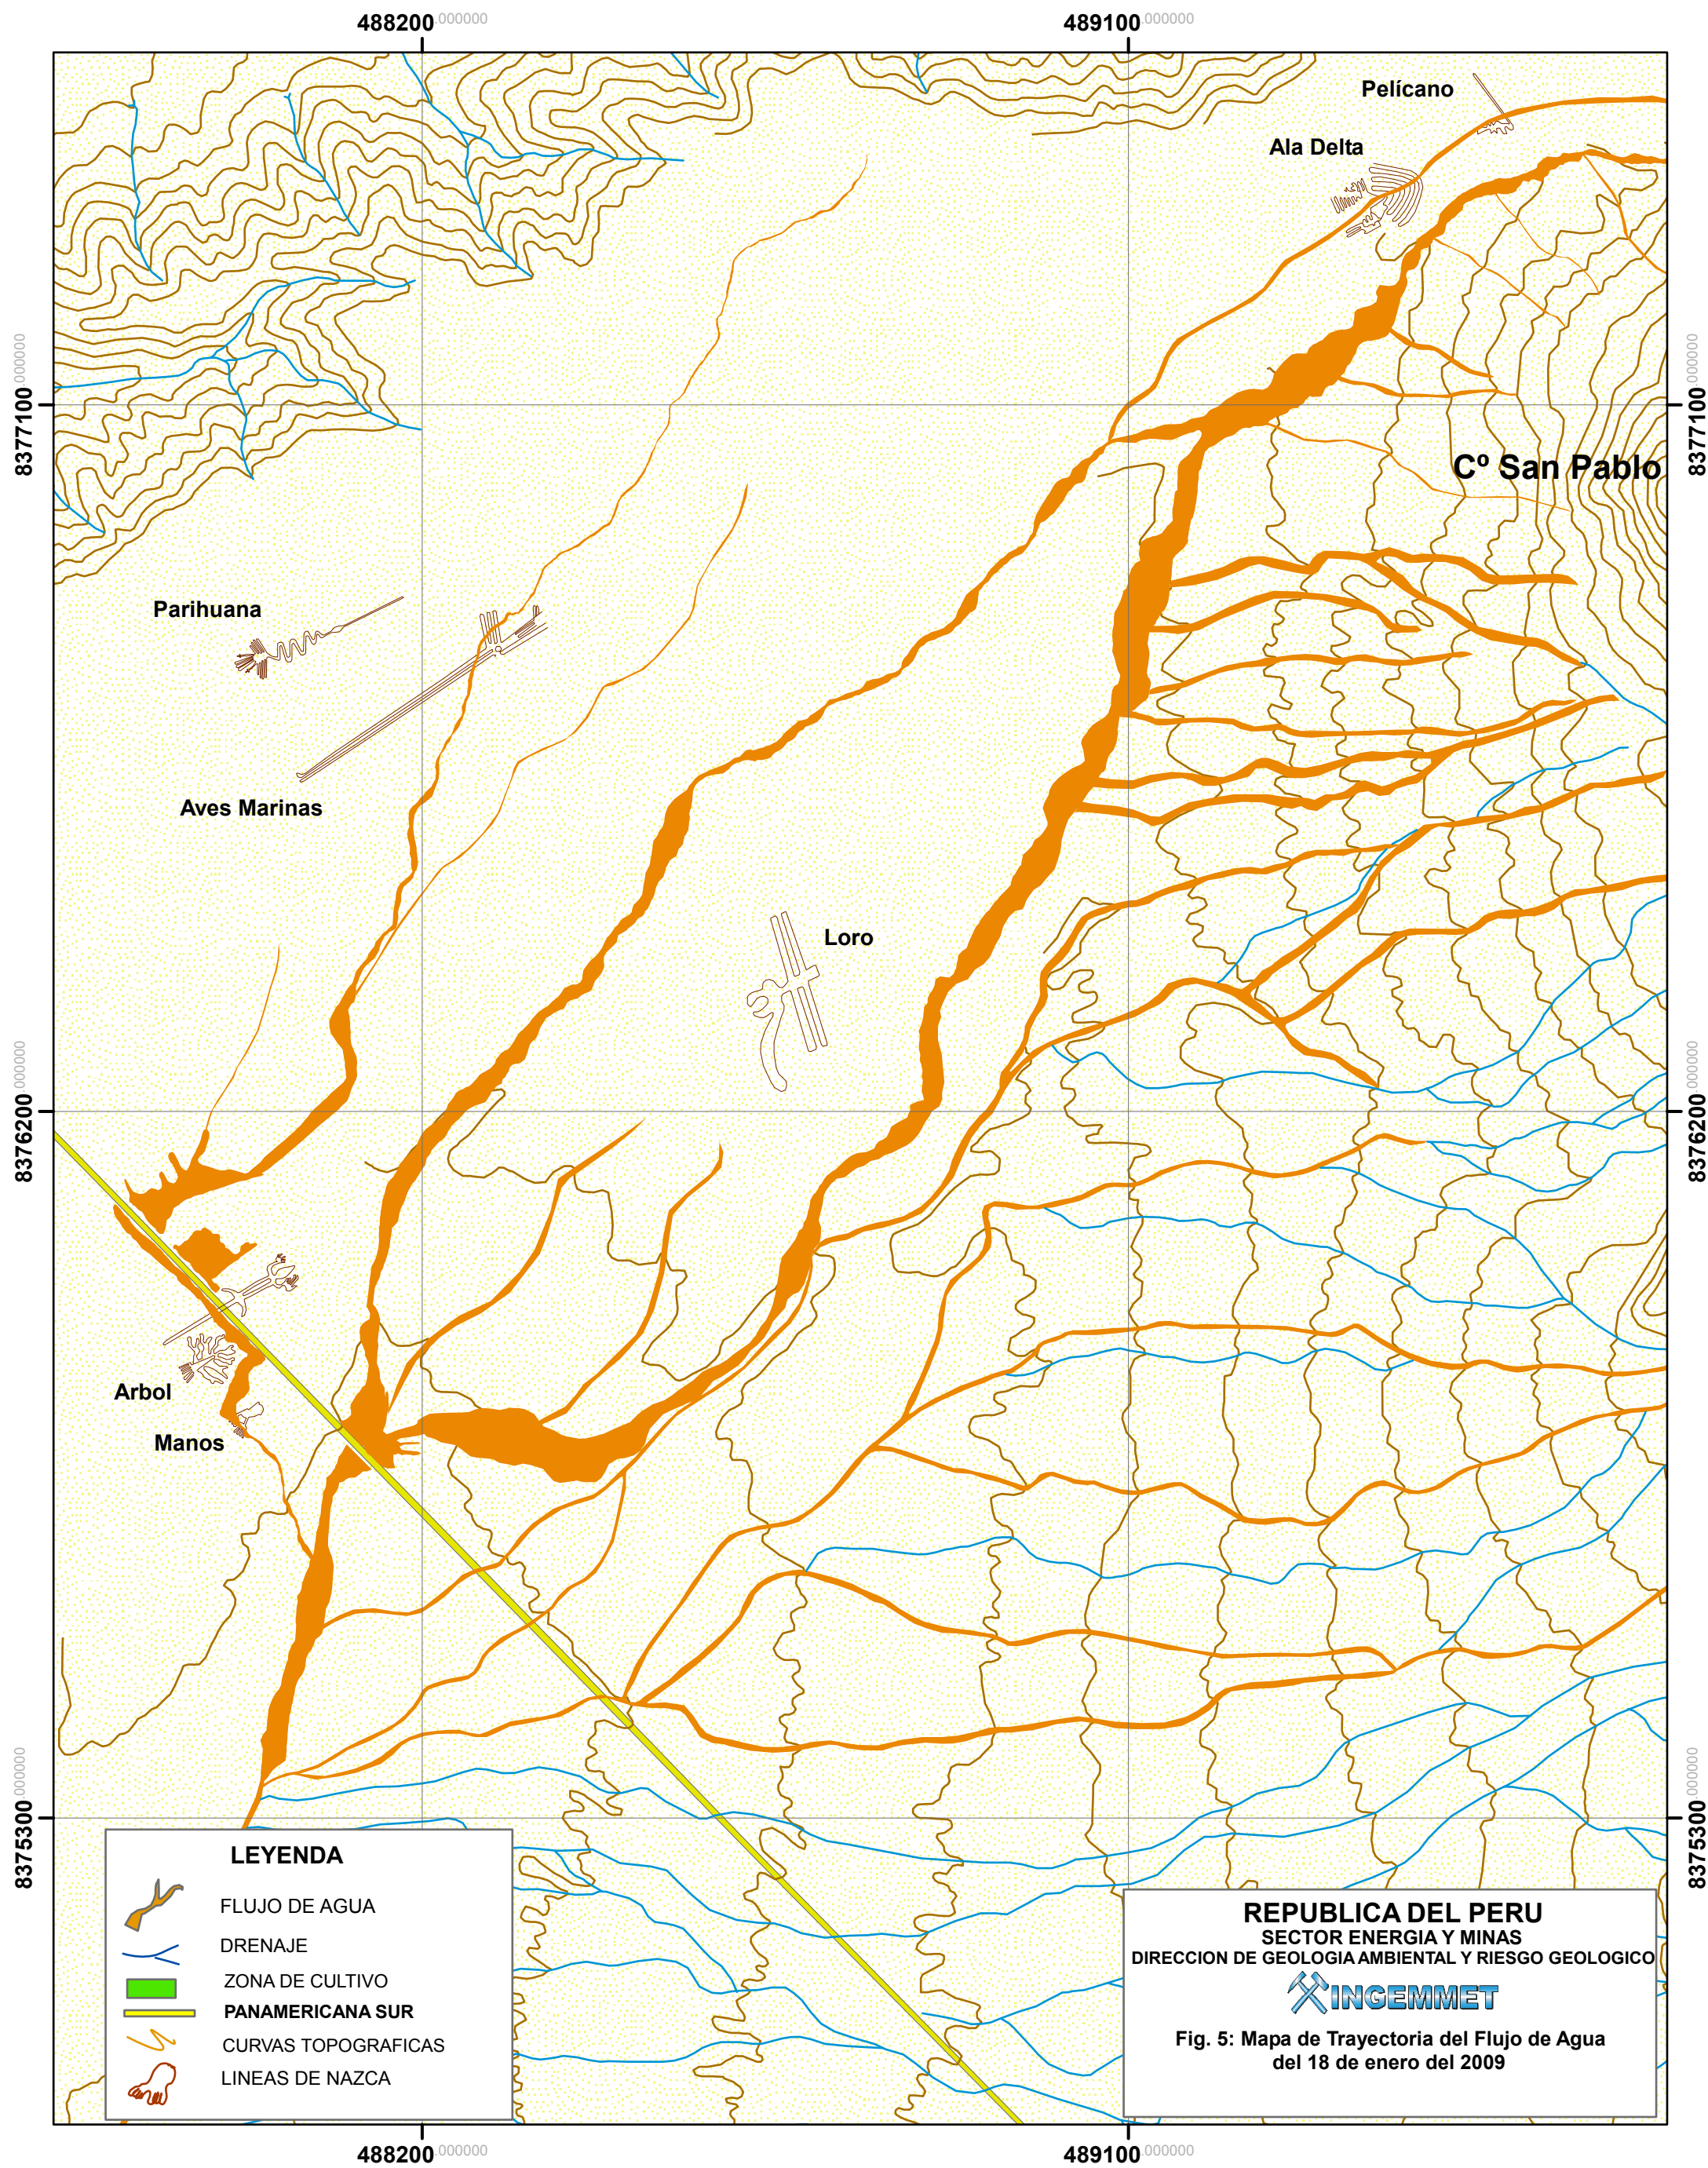 488200.000000
489100.000000
Pelícano
Ala Delta
8377100.000000
8377100.000000
Cº San Pablo
Parihuana
Aves Marinas
Loro
8376200.000000
8376200.000000
Arbol
Manos
8375300.000000
8375300.000000
LEYENDA
FLUJO DE AGUA
DRENAJE
ZONA DE CULTIVO
PANAMERICANA SUR
CURVAS TOPOGRAFICAS
LINEAS DE NAZCA
REPUBLICA DEL PERU
SECTOR ENERGIA Y MINAS
DIRECCION DE GEOLOGIA AMBIENTAL Y RIESGO GEOLOGICO
INGEMMET
Fig. 5: Mapa de Trayectoria del Flujo de Agua
del 18 de enero del 2009
488200.000000
489100.000000